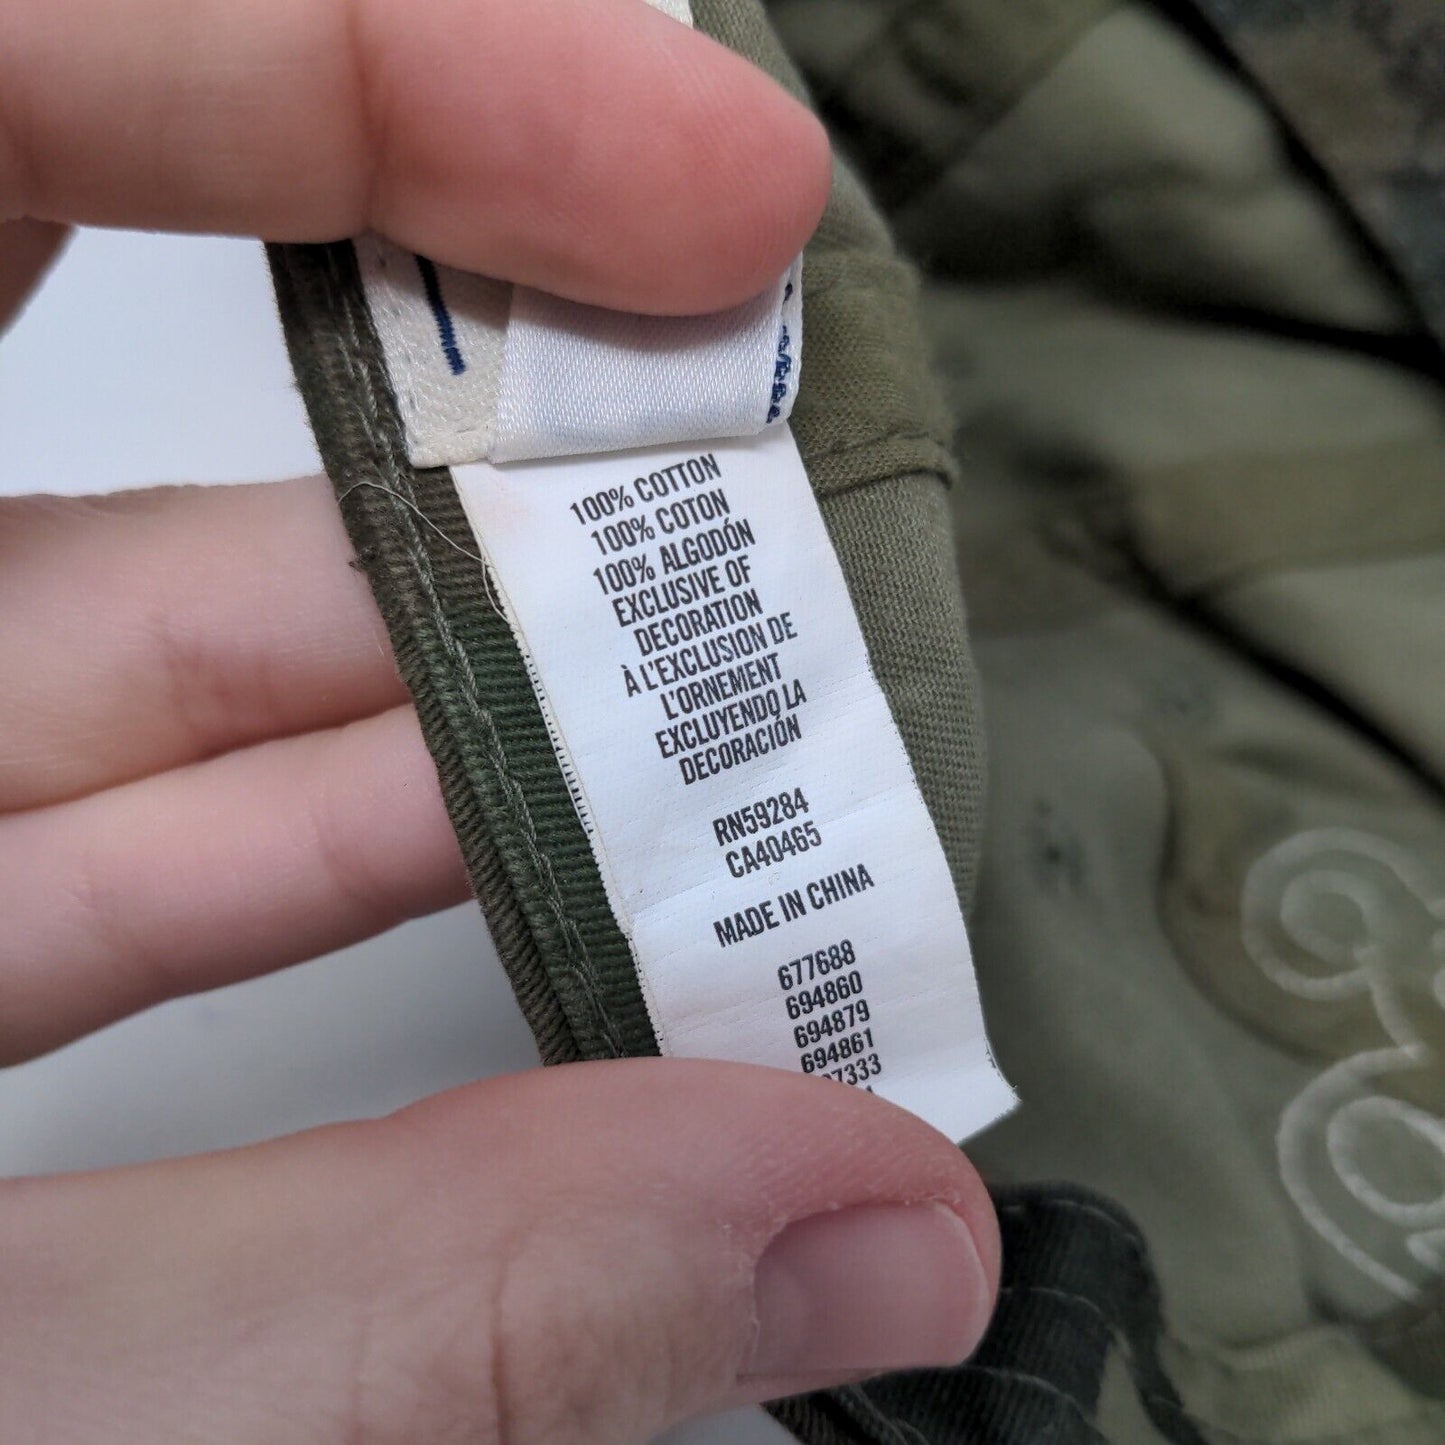 100% COTTON
100% COTON
100% ALGODÓN
EXCLUSIVE OF
DECORATION
À L'EXCLUSION DE
L'ORNEMENT
EXCLUYENDO LA
DECORACIÓN
RN59284
CA40465
MADE IN CHINA
677688
694860
694879
694861